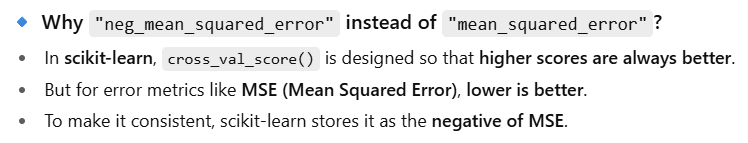 Why "neg_mean_squared_error" instead of "mean_squared_error"?
In scikit-learn, cross_val_score() is designed so that higher scores are always better.
But for error metrics like MSE (Mean Squared Error), lower is better.
To make it consistent, scikit-learn stores it as the negative of MSE.